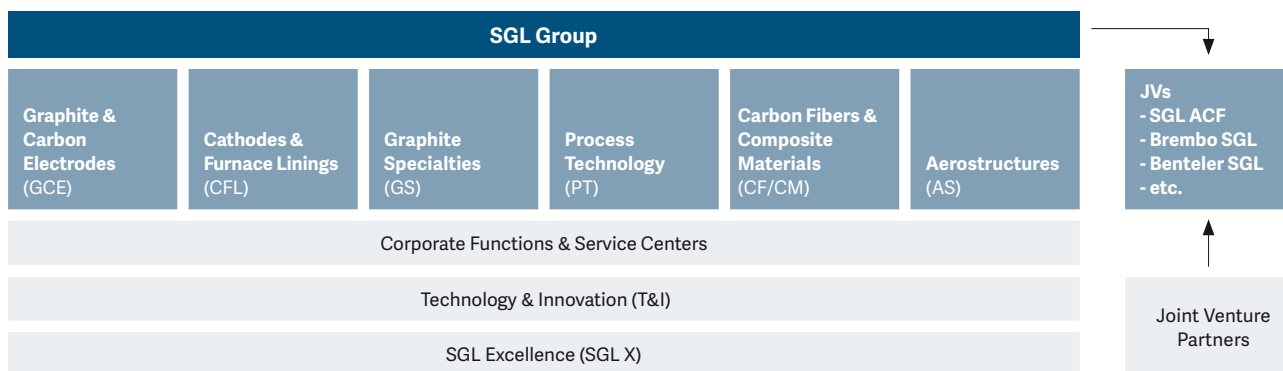 SGL Group
Graphite &
Carbon
Electrodes
(GCE)
Cathodes &
Furnace Linings
(CFL)
Graphite
Specialties
(GS)
Process
Technology
(PT)
Carbon Fibers &
Composite
Materials
(CF/CM)
Aerostructures
(AS)
JVs
- SGL ACF
- Brembo SGL
- Benteler SGL
- etc.
Corporate Functions & Service Centers
Technology & Innovation (T&I)
SGL Excellence (SGL X)
Joint Venture
Partners